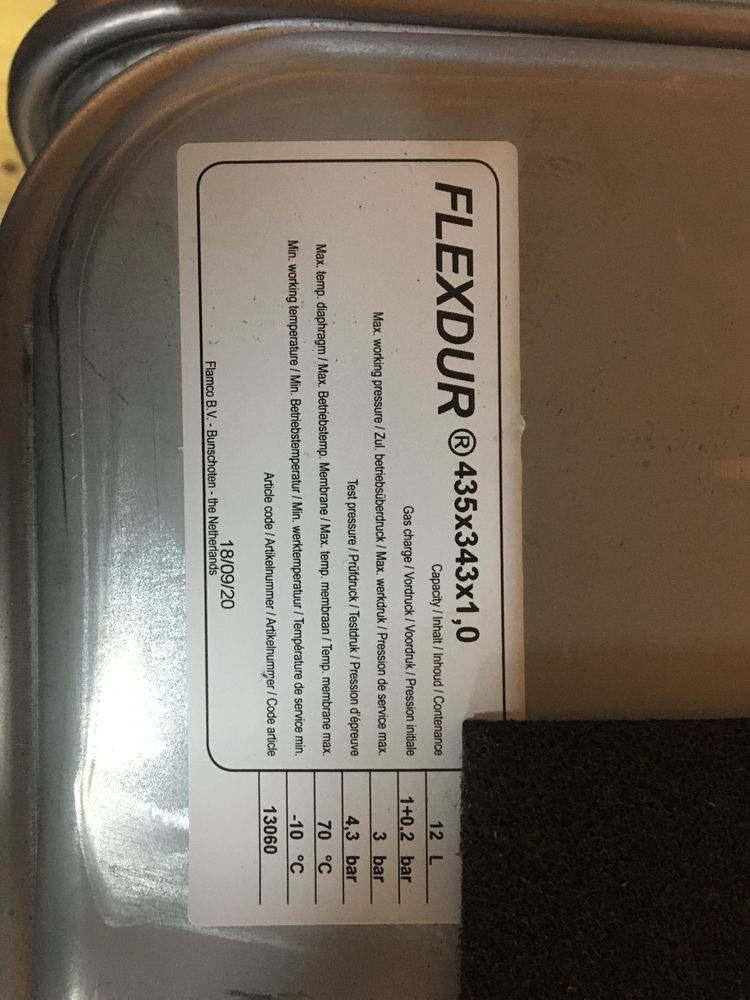 FLEXDUR ® 435x343x1,0
Capacity / Inhalt / Inhoud / Contenance 12 L
Gas charge / Vordruck / Voordruk / Pression initiale 1+0,2 bar
Max. working pressure / Zul. betriebsüberdruck / Max. werkdruk / Pression de service max. 3 bar
Test pressure / Prüfdruck / Testdruk / Pression d'épreuve 4,3 bar
Max. temp. diaphragm / Max. Betriebstemp. Membrane / Max. temp. membraan / Temp. membrane max. 70 °C
Min. working temperature / Min. Betriebstemperatur / Min. werktemperatuur / Température de service min. -10 °C
Article code / Artikelnummer / Artikelnummer / Code article 13060
18/09/20
Flamco B.V. - Bunschoten - the Netherlands